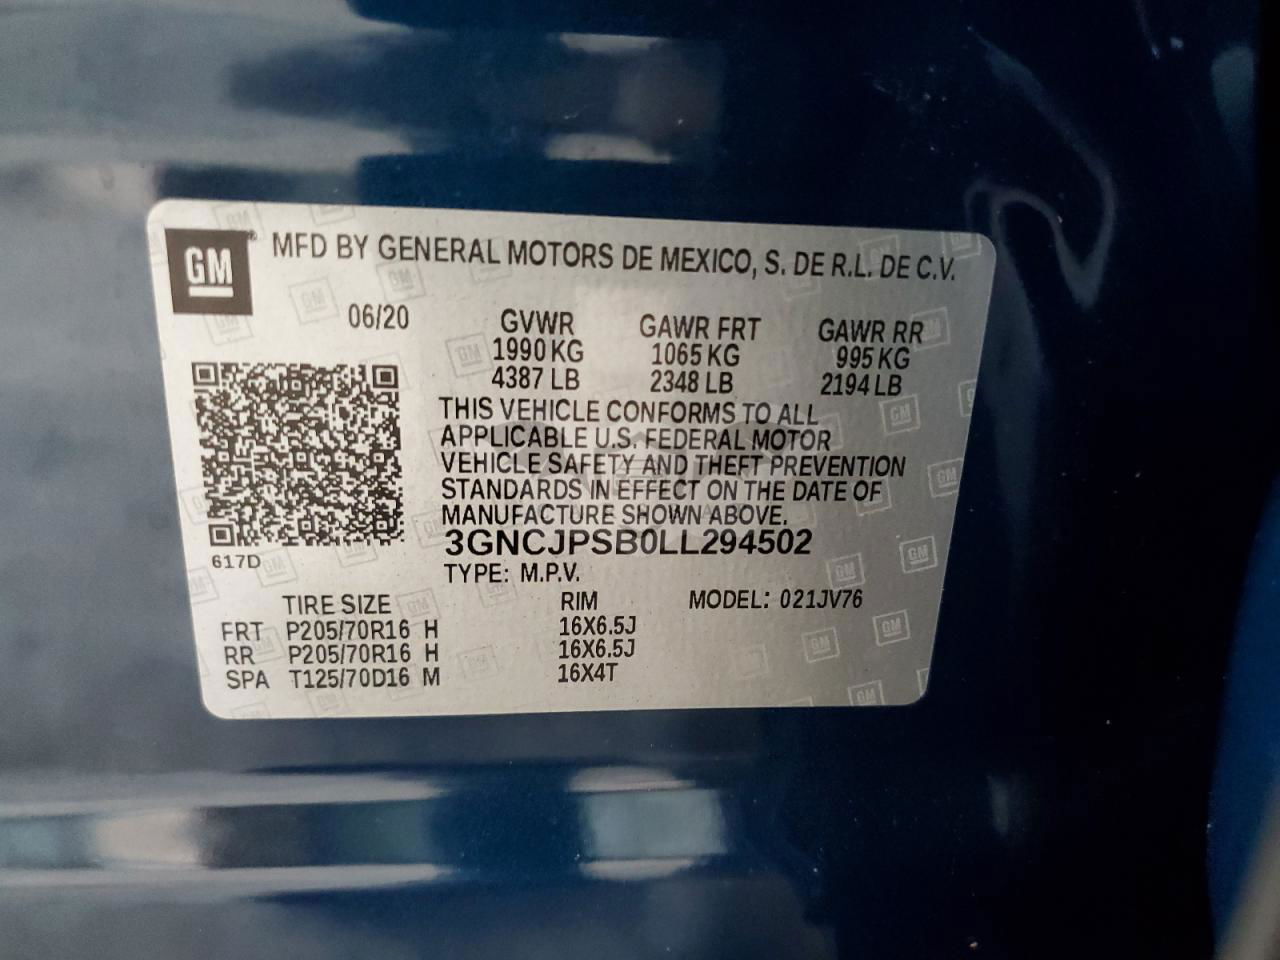 GM
MFD BY GENERAL MOTORS DE MEXICO, S. DE R.L. DE C.V.
06/20 GVWR GAWR FRT GAWR RR
1990 KG 1065 KG 995 KG
4387 LB 2348 LB 2194 LB
THIS VEHICLE CONFORMS TO ALL
APPLICABLE U.S. FEDERAL MOTOR
VEHICLE SAFETY AND THEFT PREVENTION
STANDARDS IN EFFECT ON THE DATE OF
MANUFACTURE SHOWN ABOVE.
3GNCJPSB0LL294502
617D
TYPE: M.P.V.
TIRE SIZE RIM MODEL: 021JV76
FRT P205/70R16 H 16X6.5J
RR P205/70R16 H 16X6.5J
SPA T125/70D16 M 16X4T